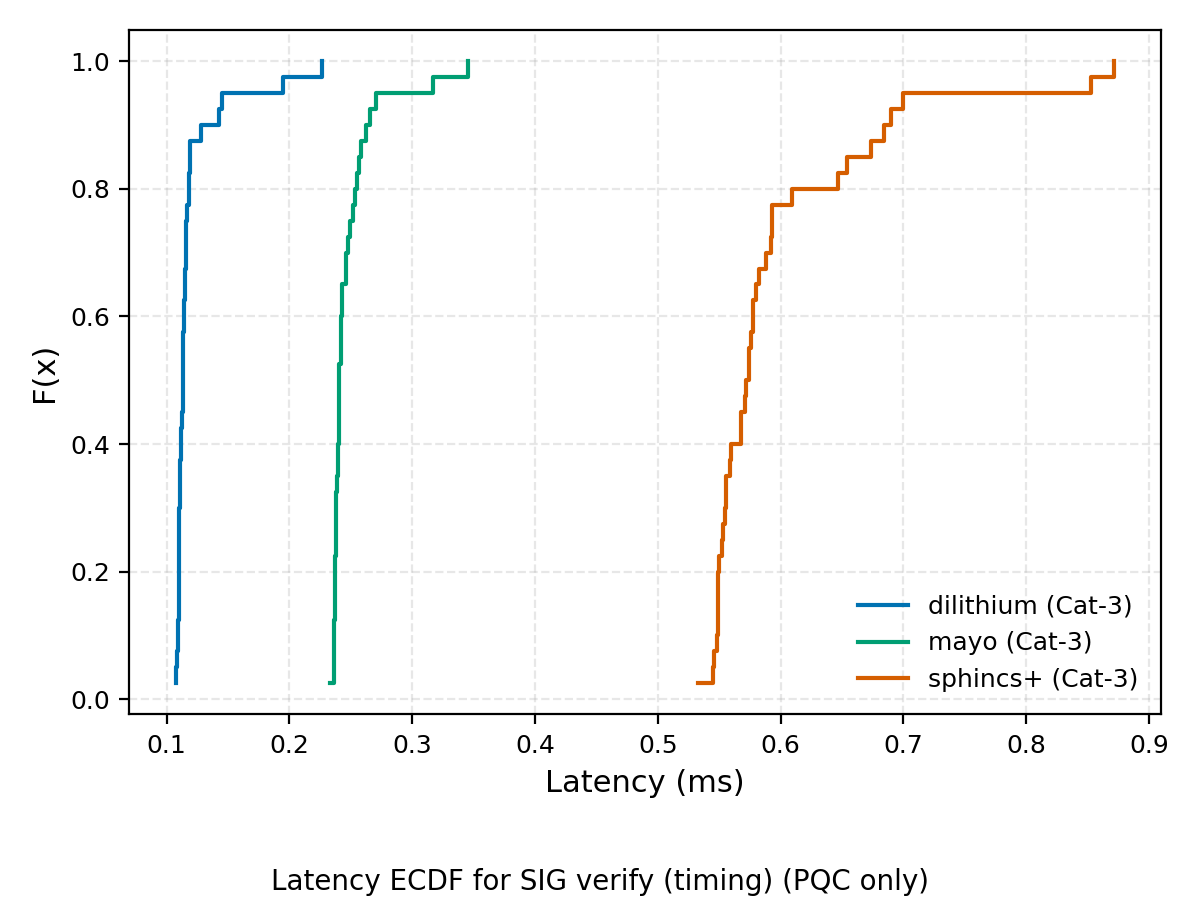 1.0
0.8
0.6
0.4
0.2
0.0
F(x)
dilithium (Cat-3)
mayo (Cat-3)
sphincs+ (Cat-3)
0.1 0.2 0.3 0.4 0.5 0.6 0.7 0.8 0.9
Latency (ms)
Latency ECDF for SIG verify (timing) (PQC only)